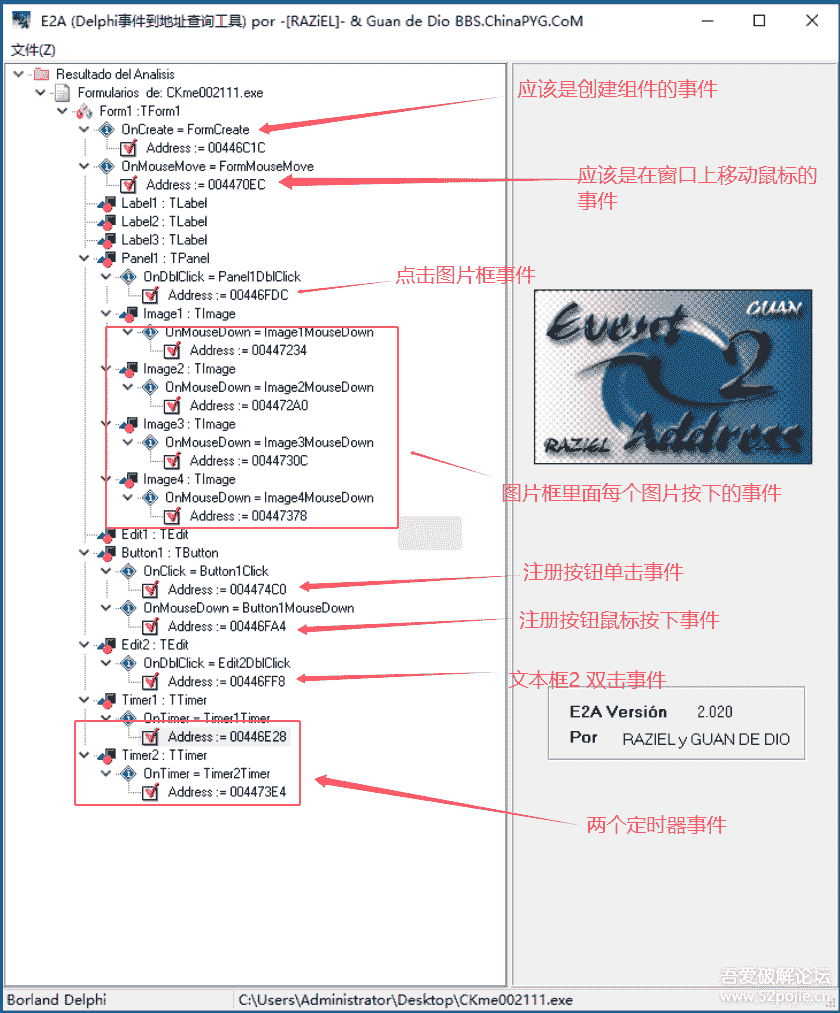 E2A (Delphi事件到地址查询工具) por -[RAZiEL]- & Guan de Dio BBS.ChinaPYG.CoM
文件(Z)
Resultado del Analisis
Formularios de: CKme002111.exe
Form1 :TForm1
OnCreate = FormCreate
Address := 00446C1C
OnMouseMove = FormMouseMove
Address := 004470EC
Label1 : TLabel
Label2 : TLabel
Label3 : TLabel
Panel1 : TPanel
OnDblClick = Panel1DblClick
Address := 00446FDC
Image1 : TImage
OnMouseDown = Image1MouseDown
Address := 00447234
Image2 : TImage
OnMouseDown = Image2MouseDown
Address := 004472A0
Image3 : TImage
OnMouseDown = Image3MouseDown
Address := 0044730C
Image4 : TImage
OnMouseDown = Image4MouseDown
Address := 00447378
Edit1 : TEdit
Button1 : TButton
OnClick = Button1Click
Address := 004474C0
OnMouseDown = Button1MouseDown
Address := 00446FA4
Edit2 : TEdit
OnDblClick = Edit2DblClick
Address := 00446FF8
Timer1 : TTimer
OnTimer = Timer1Timer
Address := 00446E28
Timer2 : TTimer
OnTimer = Timer2Timer
Address := 004473E4
应该是创建组件的事件
应该是在窗口上移动鼠标的
事件
点击图片框事件
Event
GUAN
2
RAZIEL
Address
图片框里面每个图片按下的事件
注册按钮单击事件
注册按钮鼠标按下事件
文本框2 双击事件
E2A Versión 2.020
Por RAZIEL y GUAN DE DIO
两个定时器事件
吾爱破解论坛
www.52pojie.cn
Borland Delphi
C:\Users\Administrator\Desktop\CKme002111.exe